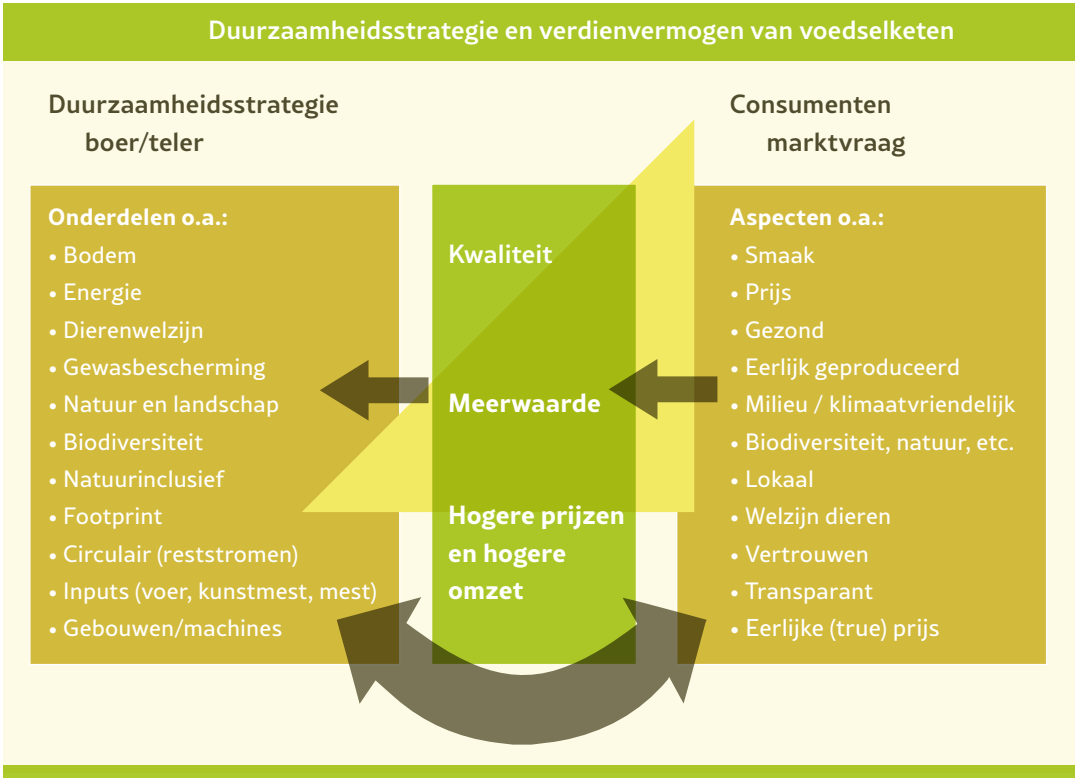 Duurzaamheidsstrategie en verdienvermogen van voedselketen
Duurzaamheidsstrategie
boer/teler
Onderdelen o.a.:
• Bodem
• Energie
• Dierenwelzijn
• Gewasbescherming
• Natuur en landschap
• Biodiversiteit
• Natuurinclusief
• Footprint
• Circulair (reststromen)
• Inputs (voer, kunstmest, mest)
• Gebouwen/machines
Kwaliteit
Meerwaarde
Hogere prijzen
en hogere
omzet
Consumenten
marktvraag
Aspecten o.a.:
• Smaak
• Prijs
• Gezond
• Eerlijk geproduceerd
• Milieu / klimaatvriendelijk
• Biodiversiteit, natuur, etc.
• Lokaal
• Welzijn dieren
• Vertrouwen
• Transparant
• Eerlijke (true) prijs